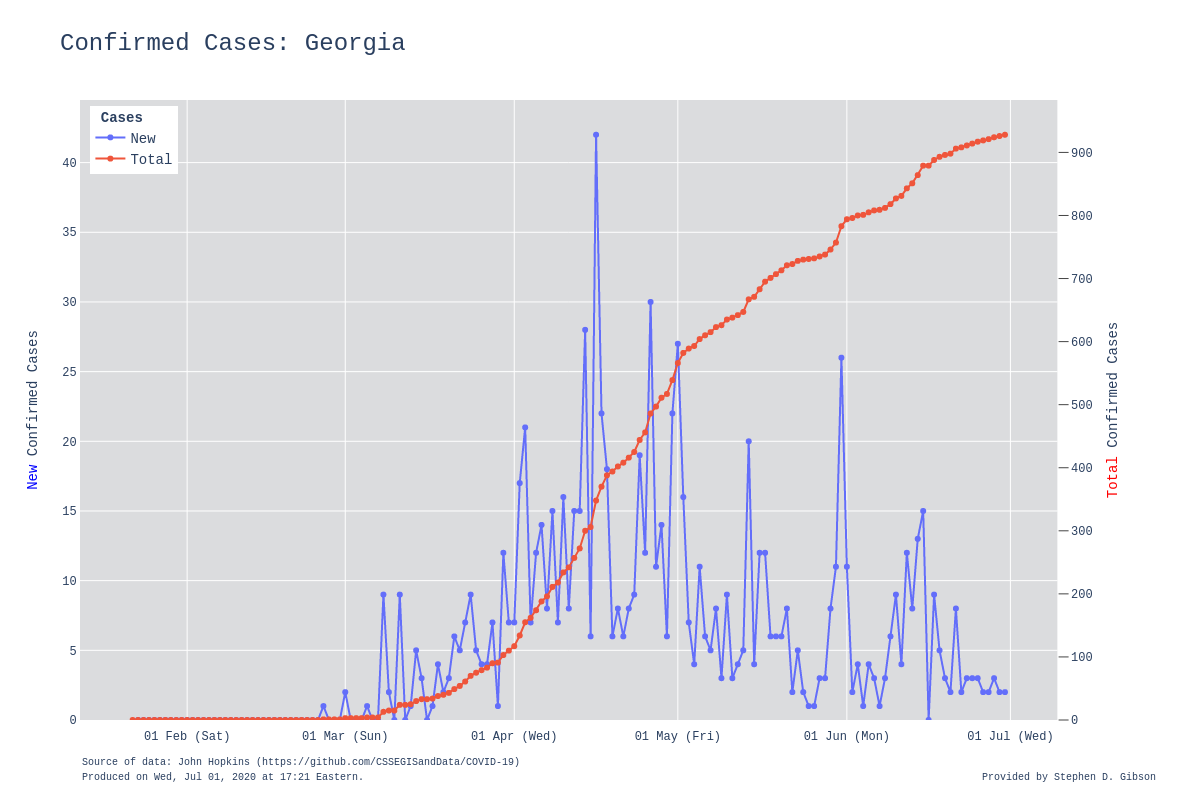 Confirmed Cases: Georgia
Cases
New
Total
40
35
30
25
20
15
10
5
0
900
800
700
600
500
400
300
200
100
0
New Confirmed Cases
Total Confirmed Cases
01 Feb (Sat)
01 Mar (Sun)
01 Apr (Wed)
01 May (Fri)
01 Jun (Mon)
01 Jul (Wed)
Source of data: John Hopkins (https://github.com/CSSEGISandData/COVID-19)
Produced on Wed, Jul 01, 2020 at 17:21 Eastern.
Provided by Stephen D. Gibson